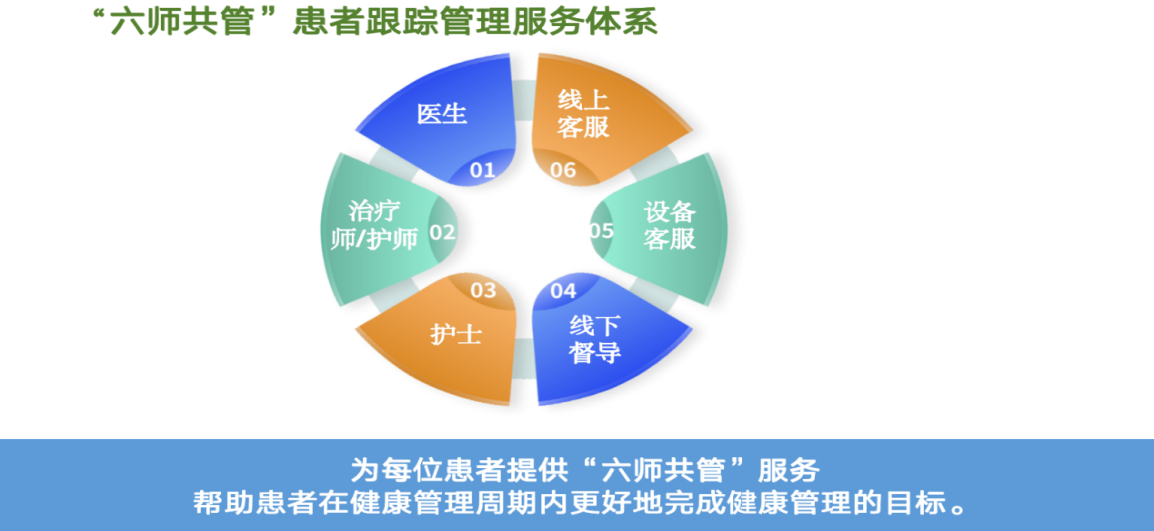 “六师共管”患者跟踪管理服务体系
医生
01
治疗
师/护师
02
03
护士
04
线下
督导
05
设备
客服
线上
客服
06
为每位患者提供“六师共管”服务
帮助患者在健康管理周期内更好地完成健康管理的目标。